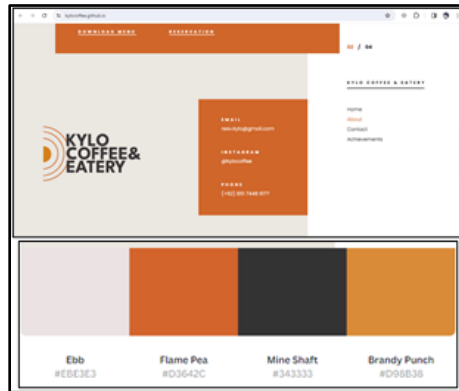 kylocoffee.github.io
DOWNLOAD MENU RESERVATION
02 / 04
KYLO COFFEE & EATERY
Home
About
Contact
Achievements
EMAIL
INSTAGRAM
@kylocoffee
PHONE
KYLO
COFFEE&
EATERY
Ebb Flame Pea Mine Shaft Brandy Punch
#EBE3E3 #D3642C #343333 #D98B38